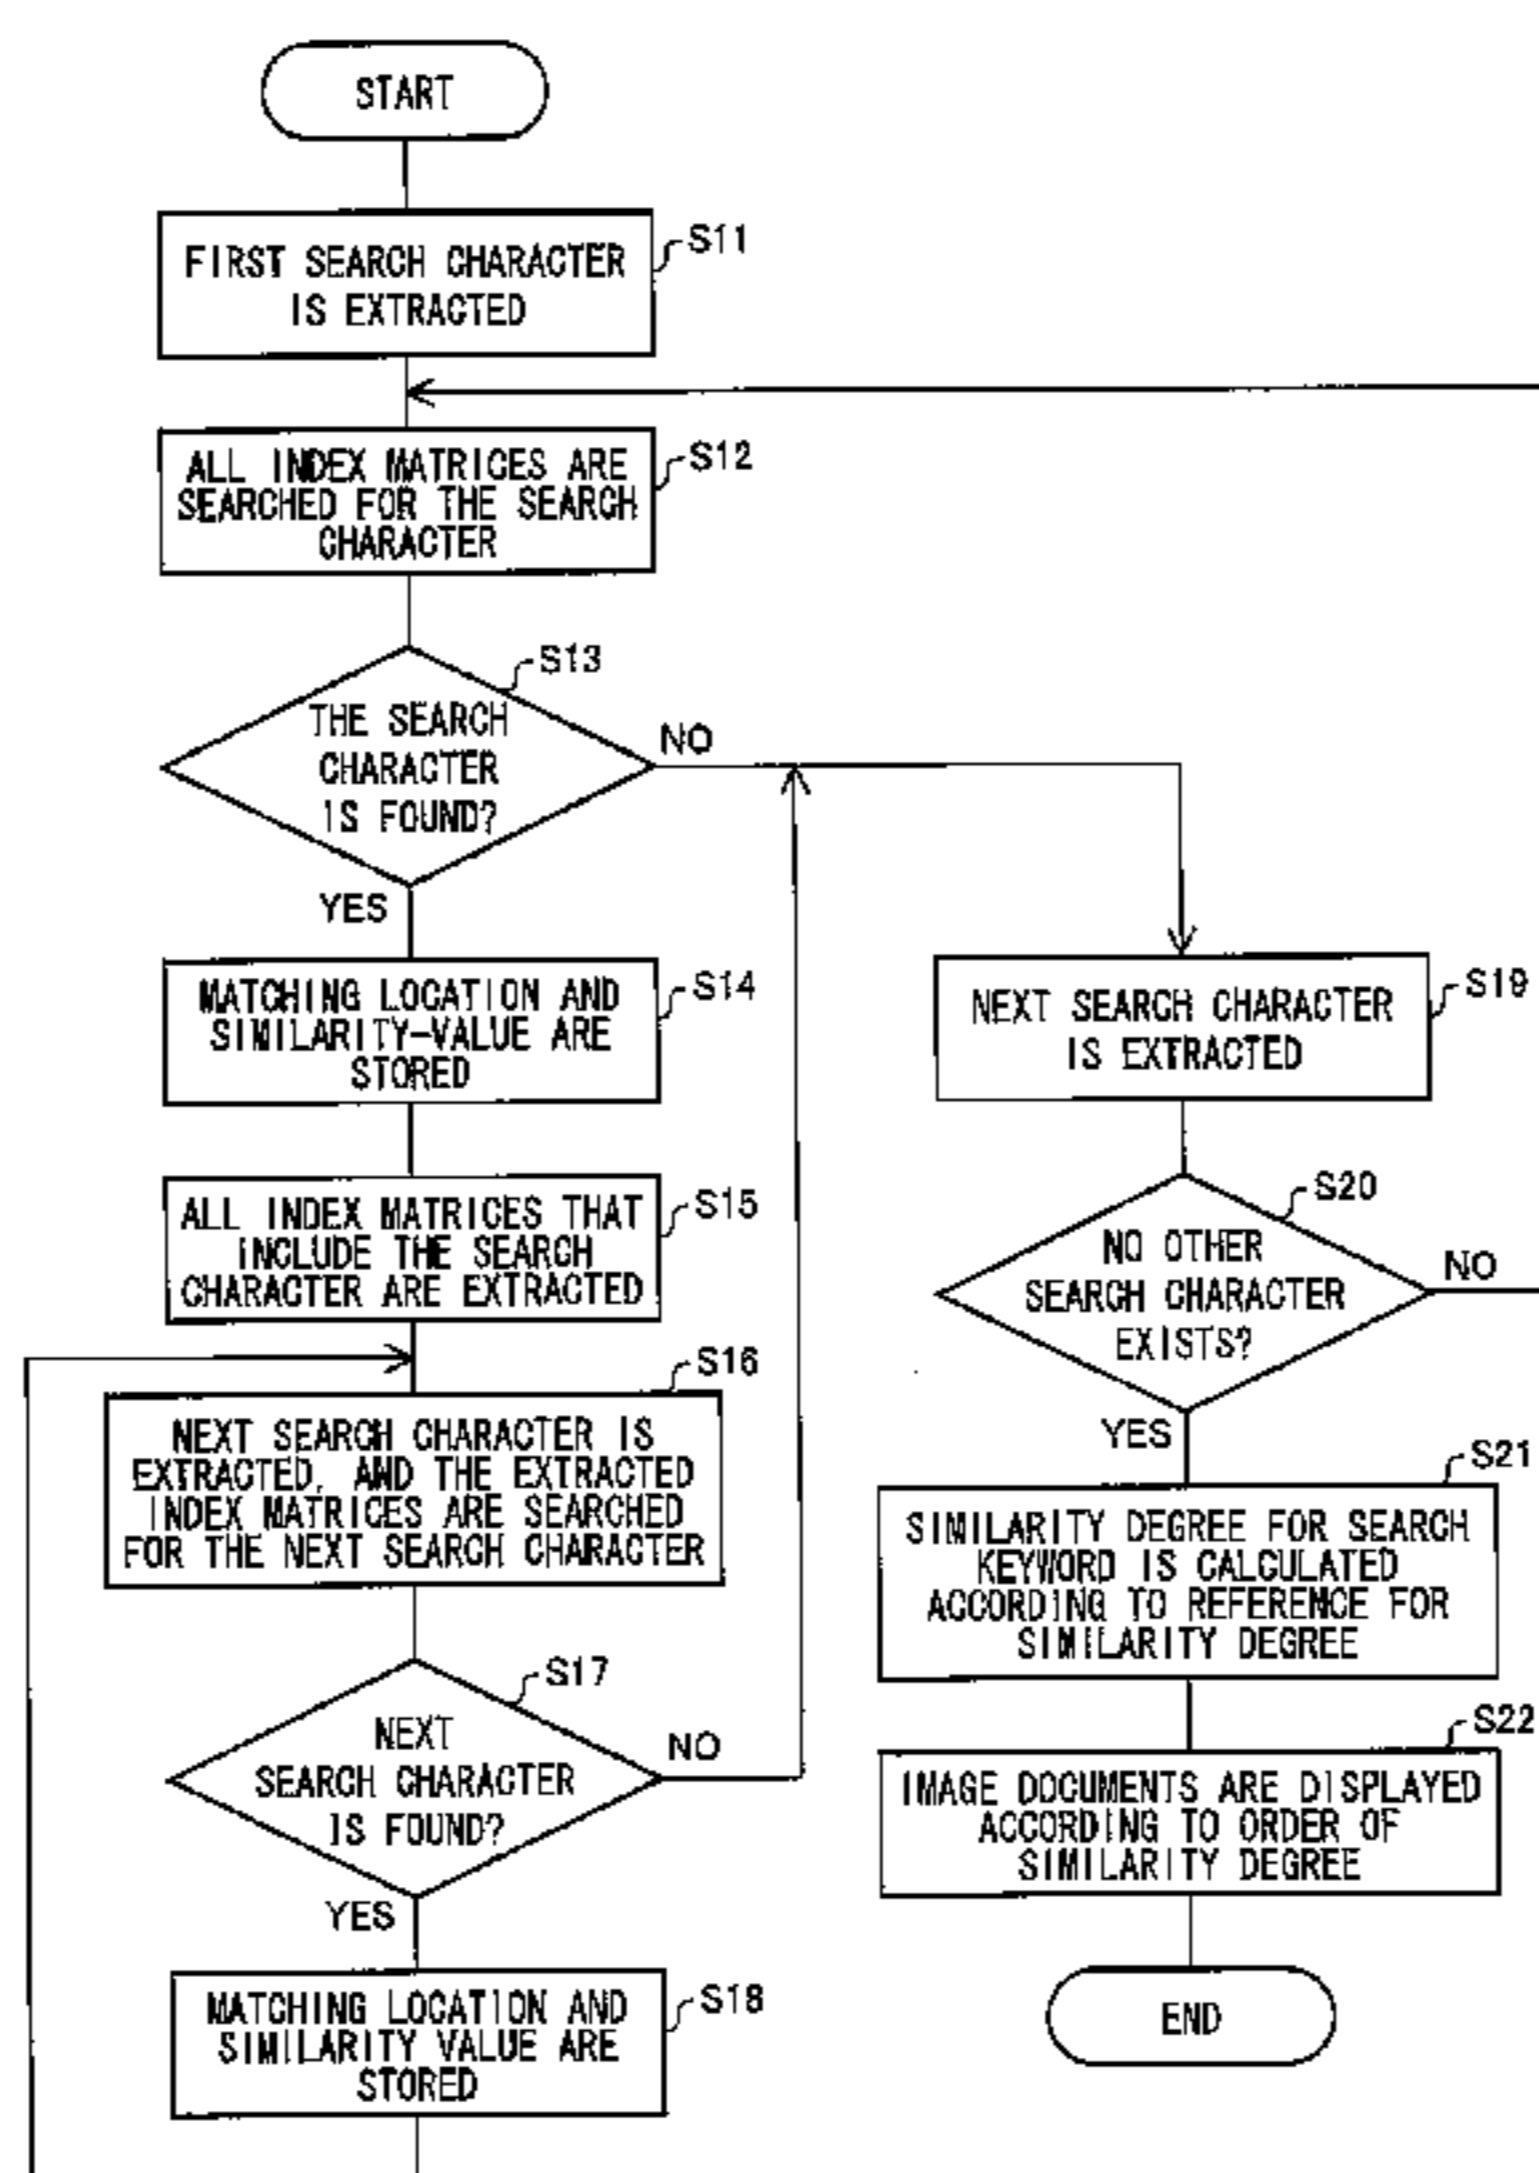 START
FIRST SEARCH CHARACTER
IS EXTRACTED
S11
ALL INDEX MATRICES ARE
SEARCHED FOR THE SEARCH
CHARACTER
S12
THE SEARCH
CHARACTER
IS FOUND?
S13
NO
YES
MATCHING LOCATION AND
SIMILARITY-VALUE ARE
STORED
S14
ALL INDEX MATRICES THAT
INCLUDE THE SEARCH
CHARACTER ARE EXTRACTED
S15
NEXT SEARCH CHARACTER IS
EXTRACTED, AND THE EXTRACTED
INDEX MATRICES ARE SEARCHED
FOR THE NEXT SEARCH CHARACTER
S16
NEXT
SEARCH CHARACTER
IS FOUND?
S17
NO
YES
MATCHING LOCATION AND
SIMILARITY VALUE ARE
STORED
S18
NEXT SEARCH CHARACTER
IS EXTRACTED
S19
NO OTHER
SEARCH CHARACTER
EXISTS?
S20
NO
YES
SIMILARITY DEGREE FOR SEARCH
KEYWORD IS CALCULATED
ACCORDING TO REFERENCE FOR
SIMILARITY DEGREE
S21
IMAGE DOCUMENTS ARE DISPLAYED
ACCORDING TO ORDER OF
SIMILARITY DEGREE
S22
END